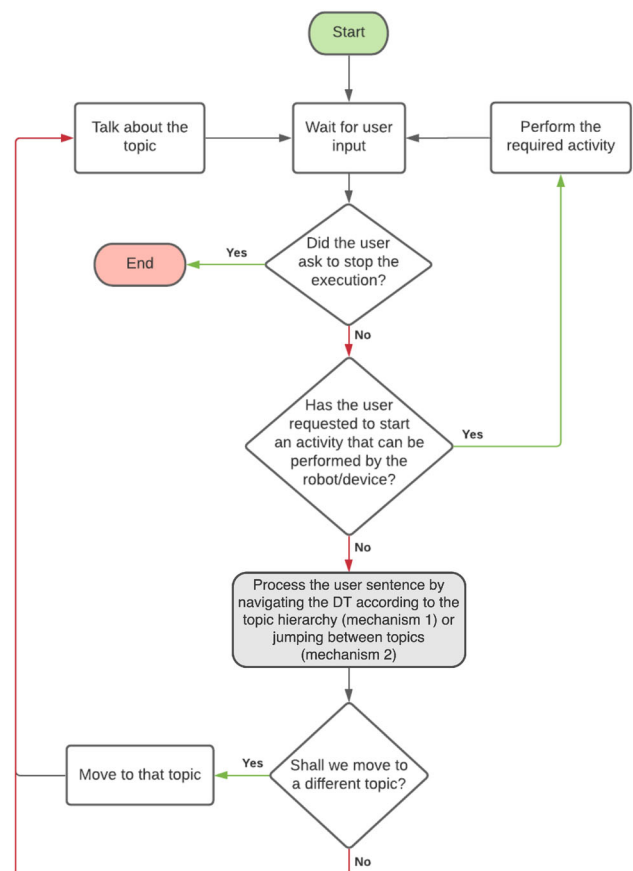 Start
Talk about the
topic
Wait for user
input
Perform the
required activity
Did the user
ask to stop the
execution?
Yes
End
No
Has the user
requested to start
an activity that can be
performed by the
robot/device?
Yes
No
Process the user sentence by
navigating the DT according to the
topic hierarchy (mechanism 1) or
jumping between topics
(mechanism 2)
Shall we move to
a different topic?
Yes
Move to that topic
No